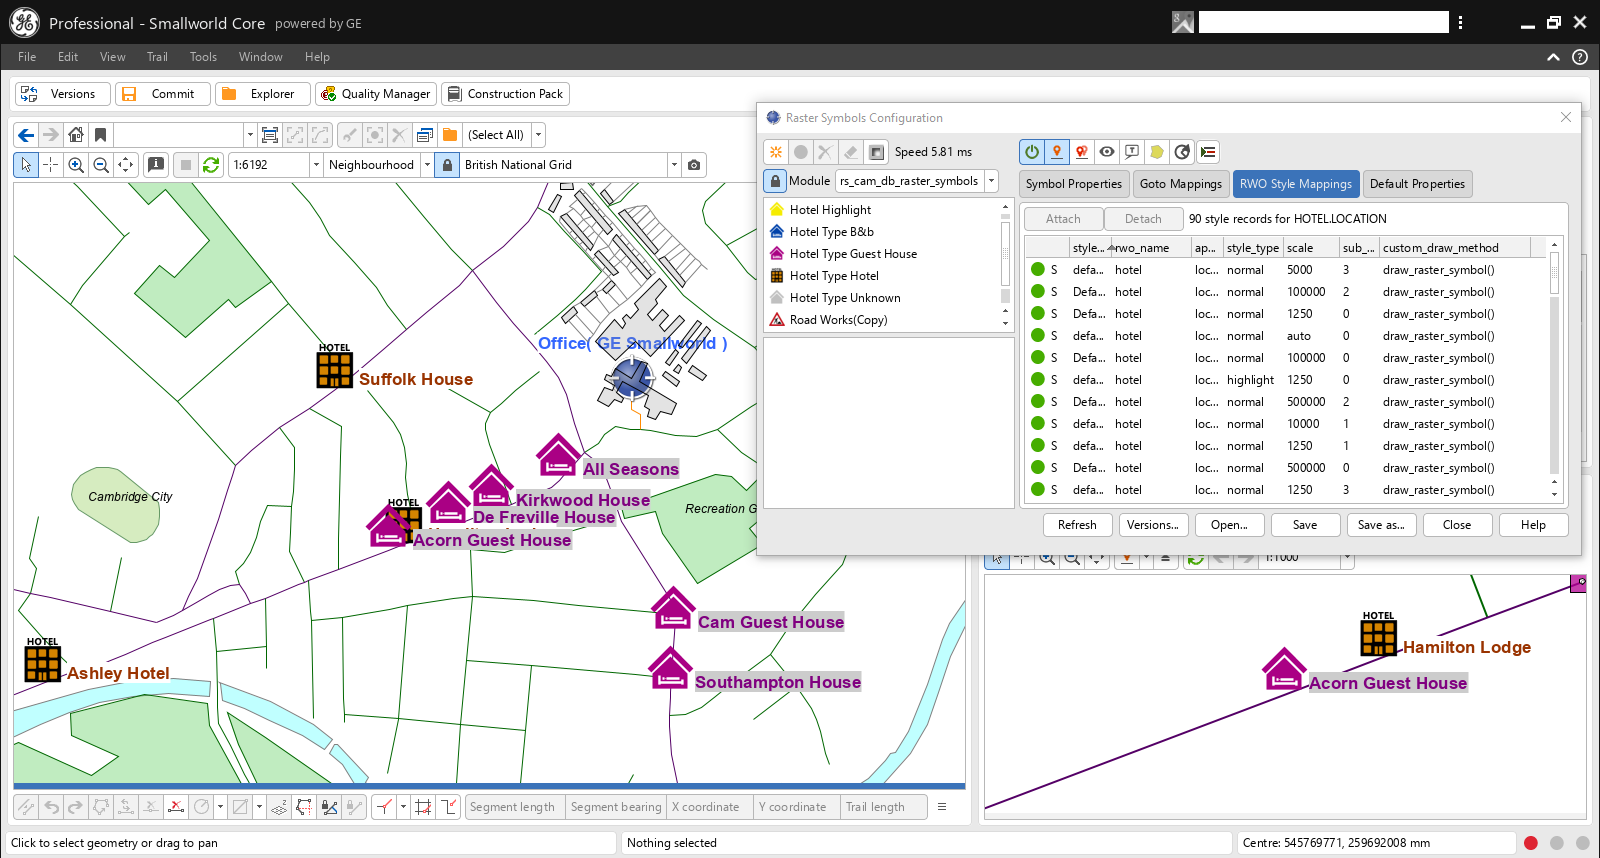 Professional - Smallworld Core powered by GE
File Edit View Trail Tools Window Help
Versions Commit Explorer Quality Manager Construction Pack
(Select All)
1:6192 Neighbourhood British National Grid
Raster Symbols Configuration
Speed 5.81 ms
Module rs_cam_db_raster_symbols
Hotel Highlight
Hotel Type B&b
Hotel Type Guest House
Hotel Type Hotel
Hotel Type Unknown
Road Works(Copy)
Symbol Properties Goto Mappings RWO Style Mappings Default Properties
Attach Detach 90 style records for HOTEL.LOCATION
style... rwo_name ap... style_type scale sub_... custom_draw_method
S defa... hotel loc... normal 5000 3 draw_raster_symbol()
S Defa... hotel loc... normal 100000 2 draw_raster_symbol()
S Defa... hotel loc... normal 1250 0 draw_raster_symbol()
S defa... hotel loc... normal auto 0 draw_raster_symbol()
S Defa... hotel loc... normal 100000 0 draw_raster_symbol()
S defa... hotel loc... highlight 1250 0 draw_raster_symbol()
S Defa... hotel loc... normal 500000 2 draw_raster_symbol()
S defa... hotel loc... normal 10000 1 draw_raster_symbol()
S defa... hotel loc... normal 1250 1 draw_raster_symbol()
S Defa... hotel loc... normal 500000 0 draw_raster_symbol()
S defa... hotel loc... normal 1250 3 draw_raster_symbol()
Refresh Versions... Open... Save Save as... Close Help
Office( GE Smallworld )
HOTEL
Suffolk House
All Seasons
Cambridge City
Kirkwood House
HOTEL
De Freville House
Recreation G
Acorn Guest House
Cam Guest House
HOTEL
Ashley Hotel
Southampton House
1:1000
HOTEL
Hamilton Lodge
Acorn Guest House
Segment length Segment bearing X coordinate Y coordinate Trail length
Click to select geometry or drag to pan Nothing selected Centre: 545769771, 259692008 mm